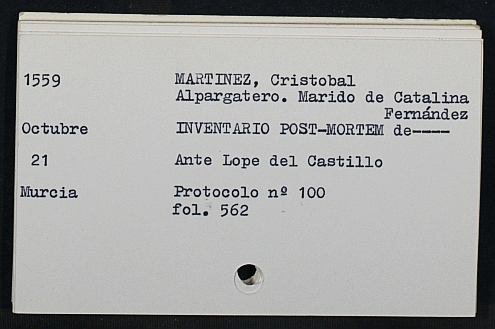 1559 MARTINEZ, Cristobal
Alpargatero. Marido de Catalina
Fernández
Octubre INVENTARIO POST-MORTEM de----
21 Ante Lope del Castillo
Murcia Protocolo nº 100
fol. 562